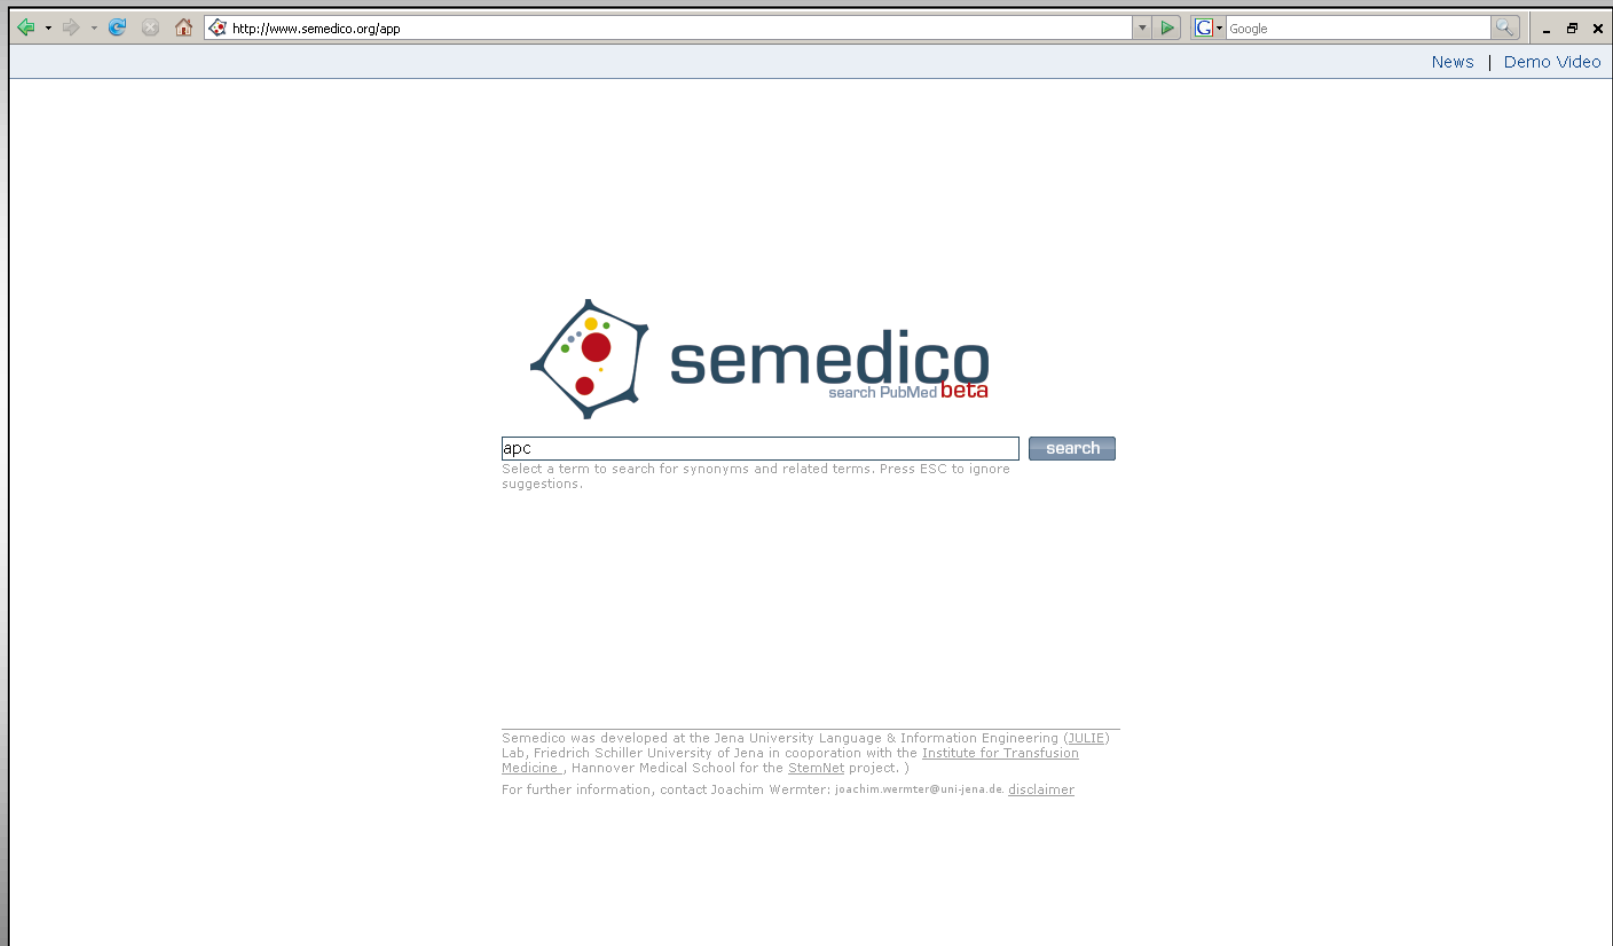 http://www.semedico.org/app
G
Google
News | Demo Video
semedico
search PubMed beta
apc
search
Select a term to search for synonyms and related terms. Press ESC to ignore
suggestions.
Semedico was developed at the Jena University Language & Information Engineering (JULIE)
Lab, Friedrich Schiller University of Jena in cooporation with the Institute for Transfusion
Medicine , Hannover Medical School for the StemNet project. )
For further information, contact Joachim Wermter: joachim.wermter@uni-jena.de. disclaimer